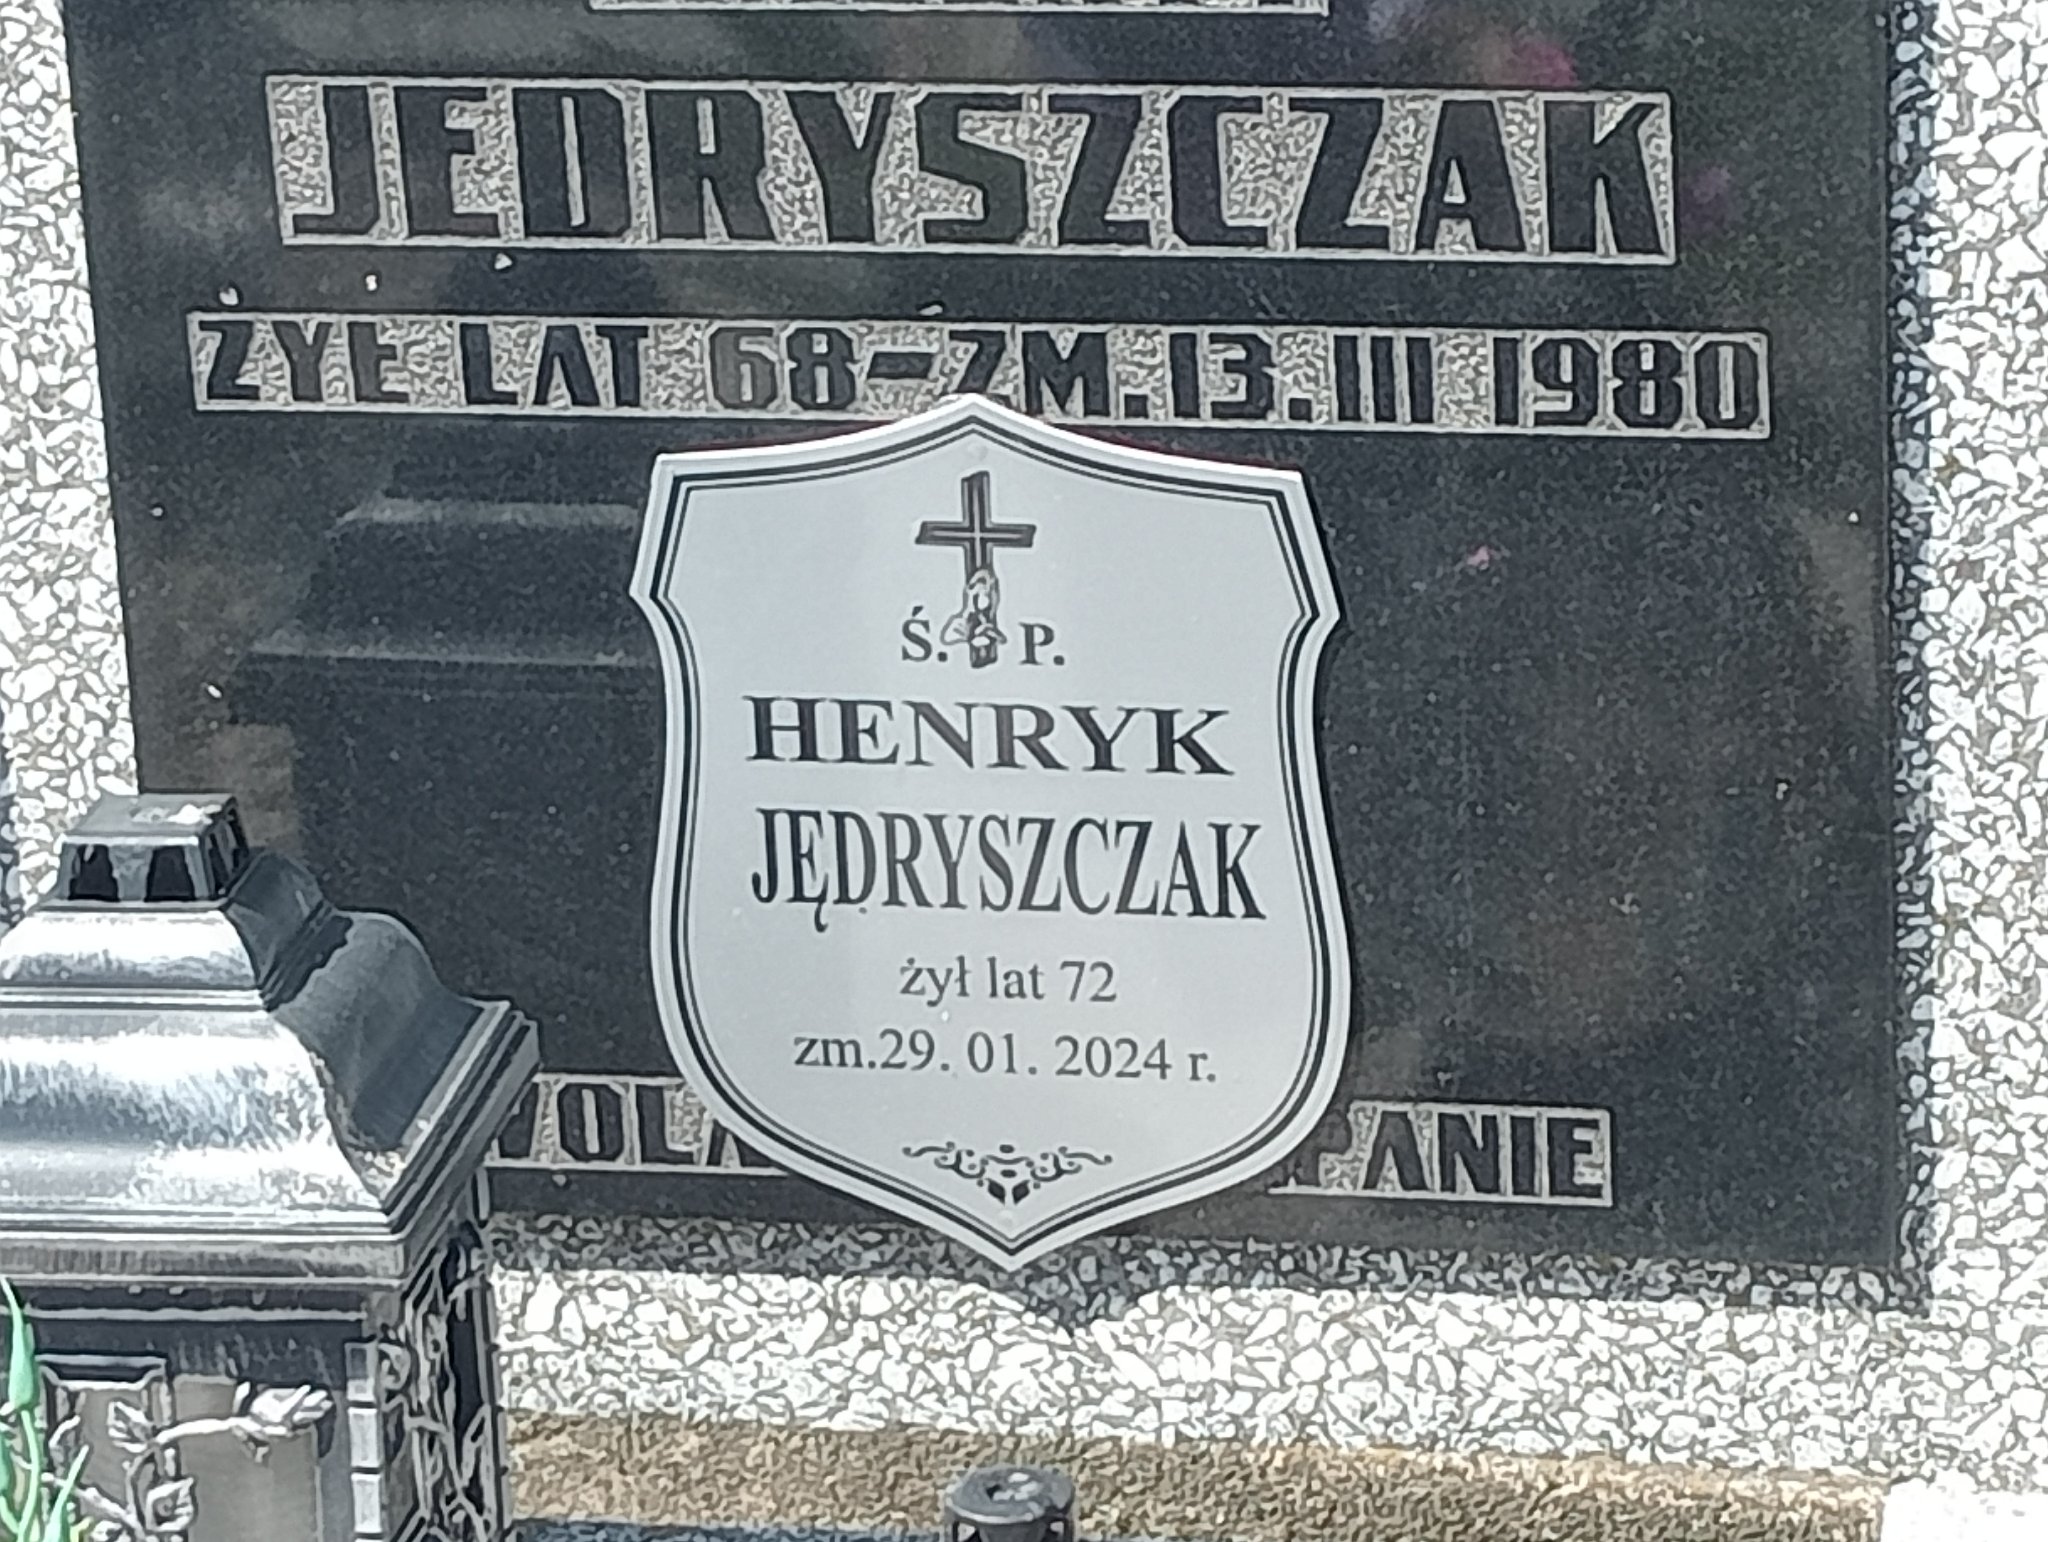 JĘDRYSZCZAK
ŻYŁ LAT 68-ZM.13.III 1980
Ś. P.
HENRYK
JĘDRYSZCZAK
żył lat 72
zm.29. 01. 2024 r.
PANIE